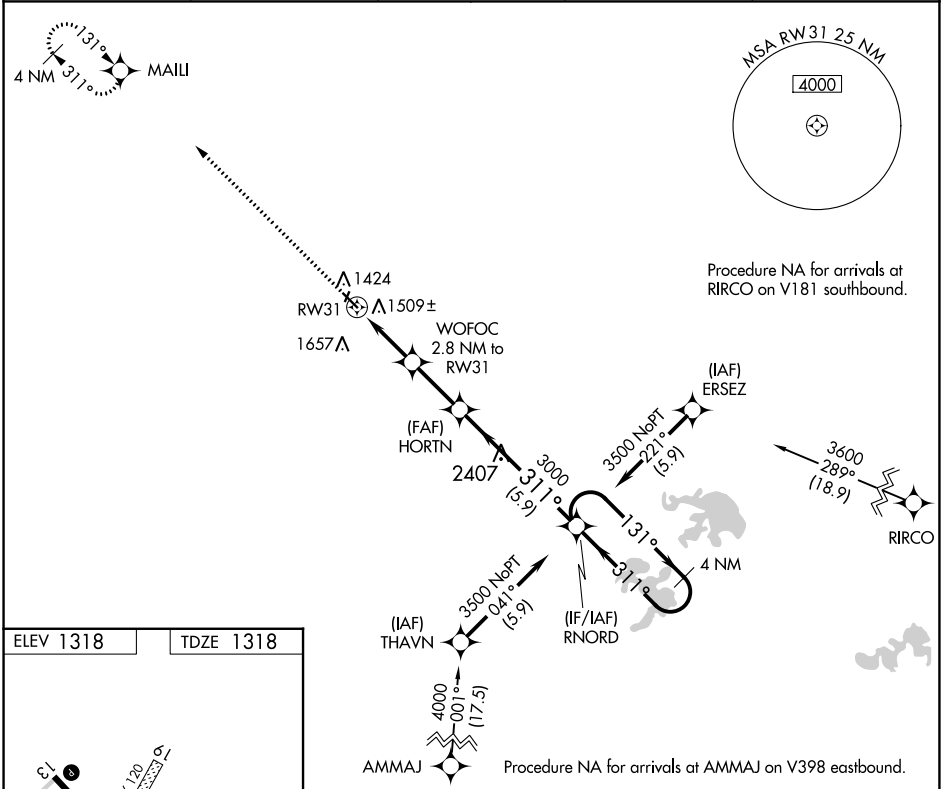 131°
311°
4 NM
MAILI
MSA RW31 25 NM
4000
Procedure NA for arrivals at
RIRCO on V181 southbound.
1424
RW31
1509±
1657
WOFOC
2.8 NM to
RW31
(FAF)
HORTN
2407
3000
311°
(5.9)
(IAF)
ERSEZ
3500 NoPT
221°
(5.9)
3600
289°
(18.9)
RIRCO
131°
311°
4 NM
(IF/IAF)
RNORD
3500 NoPT
041°
(5.9)
(IAF)
THAVN
4000
001°
(17.5)
AMMAJ
Procedure NA for arrivals at AMMAJ on V398 eastbound.
ELEV 1318
TDZE 1318
13
P
120
19